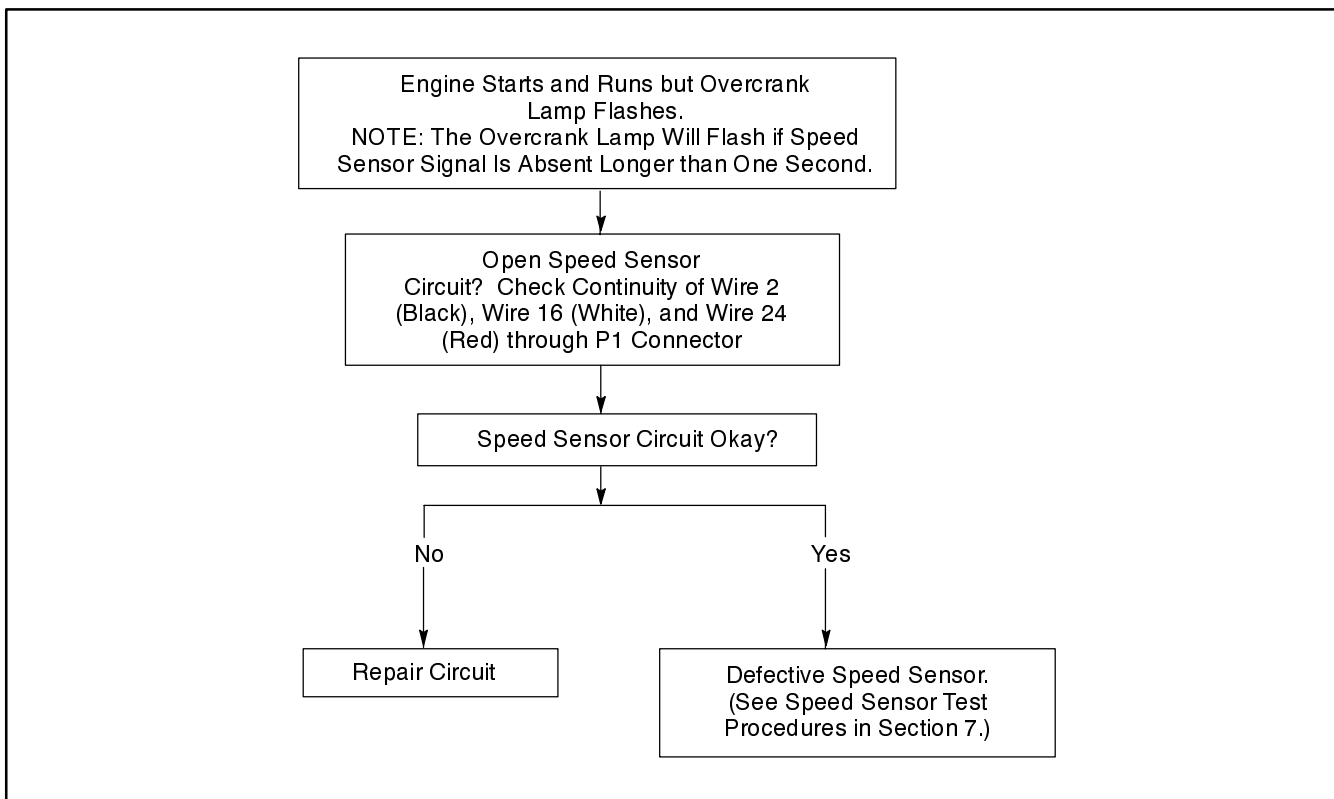 Engine Starts and Runs but Overcrank
Lamp Flashes.
NOTE: The Overcrank Lamp Will Flash if Speed
Sensor Signal Is Absent Longer than One Second.
Open Speed Sensor
Circuit? Check Continuity of Wire 2
(Black), Wire 16 (White), and Wire 24
(Red) through P1 Connector
Speed Sensor Circuit Okay?
No
Yes
Repair Circuit
Defective Speed Sensor.
(See Speed Sensor Test
Procedures in Section 7.)